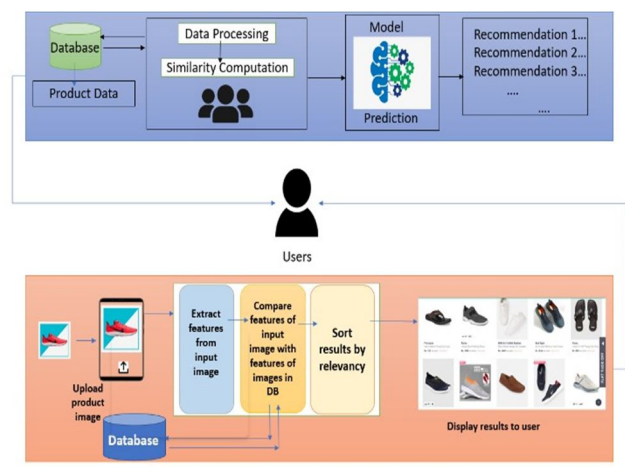 Database
Product Data
Data Processing
Similarity Computation
Model
Prediction
Recommendation 1...
Recommendation 2...
Recommendation 3...
....
....
Users
Upload
product
image
Database
Extract
features
from
input
image
Compare
features of
input
image with
features of
images in
DB
Sort
results by
relevancy
Display results to user